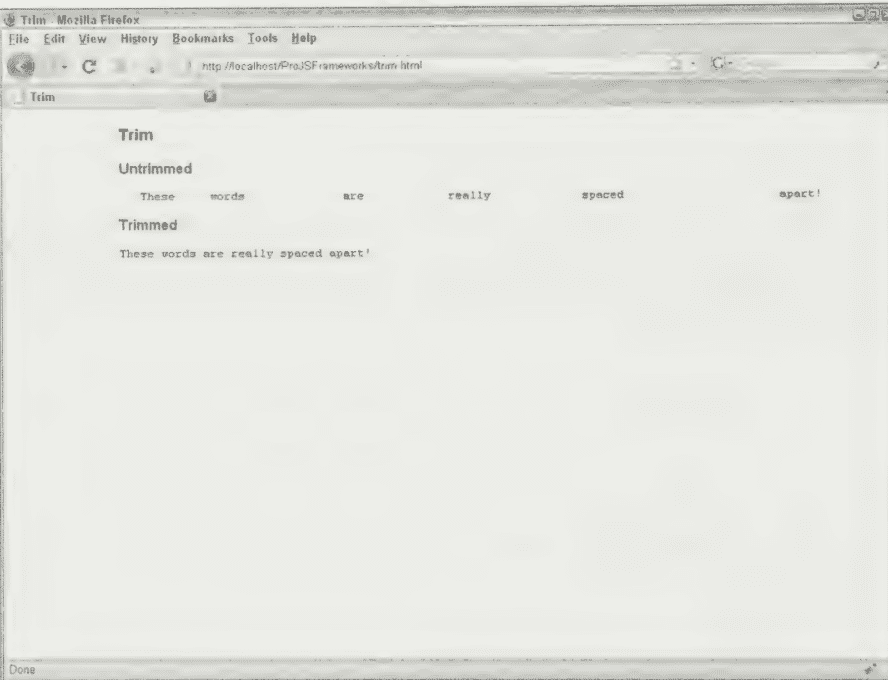 Trim - Mozilla Firefox
File Edit View History Bookmarks Tools Help
http://localhost/ProJSFrameworks/trim.html
Trim
Trim
Untrimmed
These words are really spaced apart!
Trimmed
These words are really spaced apart!
Done